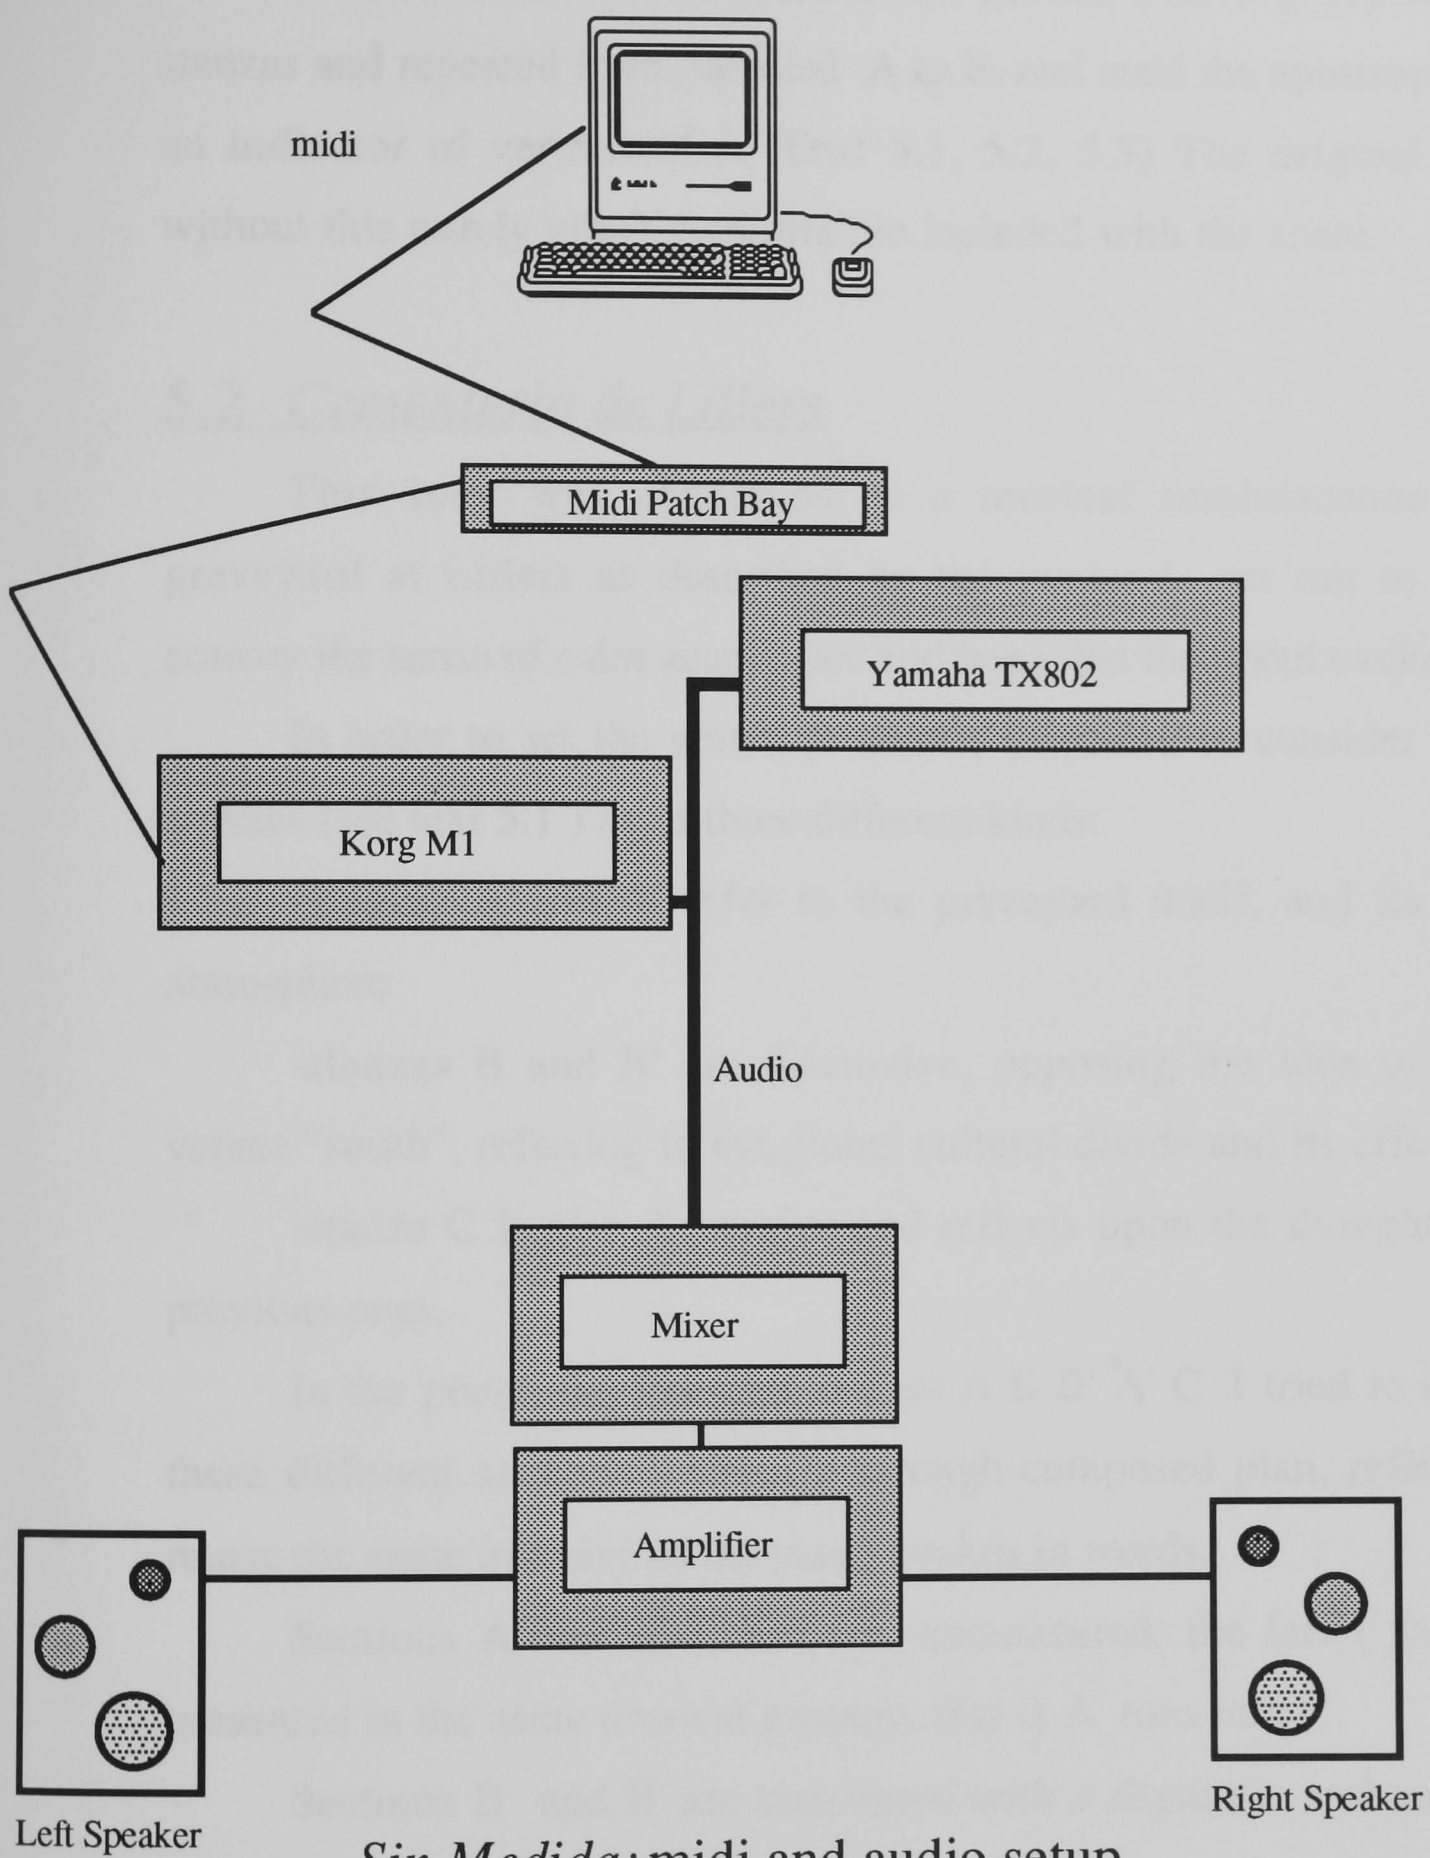 midi
Midi Patch Bay
Yamaha TX802
Korg M1
Audio
Mixer
Amplifier
Right Speaker
Left Speaker
Sin Medida: midi and audio setup